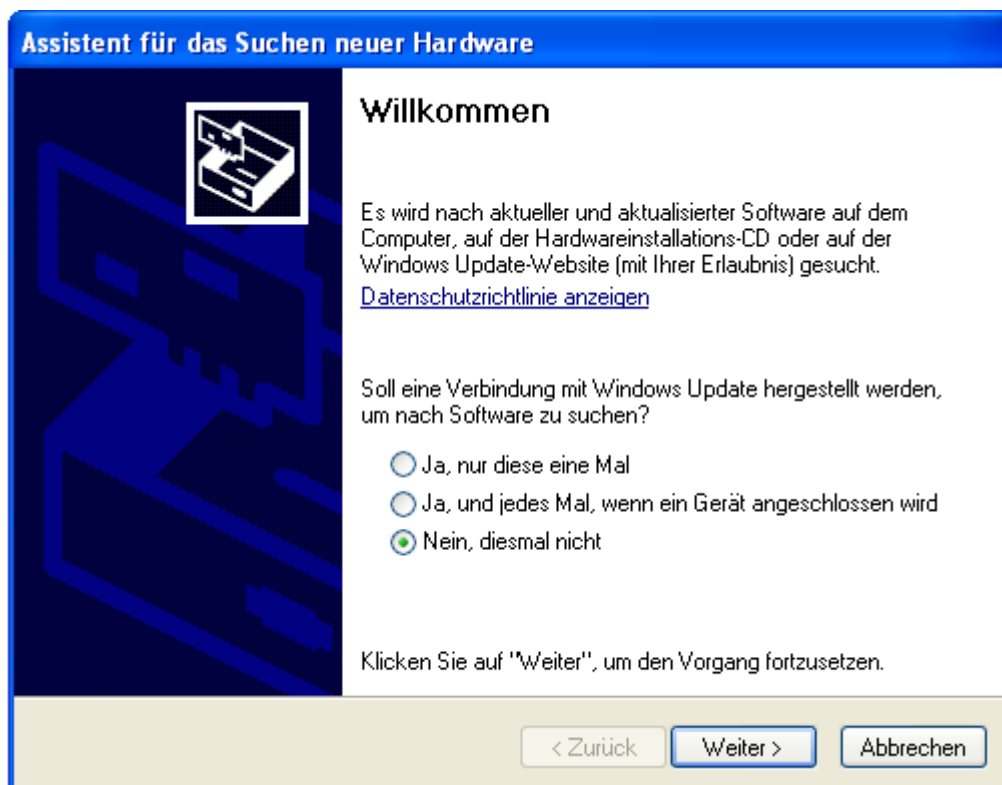 Assistent für das Suchen neuer Hardware
Willkommen
Es wird nach aktueller und aktualisierter Software auf dem
Computer, auf der Hardwareinstallations-CD oder auf der
Windows Update-Website (mit Ihrer Erlaubnis) gesucht.
Datenschutzrichtlinie anzeigen
Soll eine Verbindung mit Windows Update hergestellt werden,
um nach Software zu suchen?
Ja, nur diese eine Mal
Ja, und jedes Mal, wenn ein Gerät angeschlossen wird
Nein, diesmal nicht
Klicken Sie auf "Weiter", um den Vorgang fortzusetzen.
< Zurück Weiter > Abbrechen